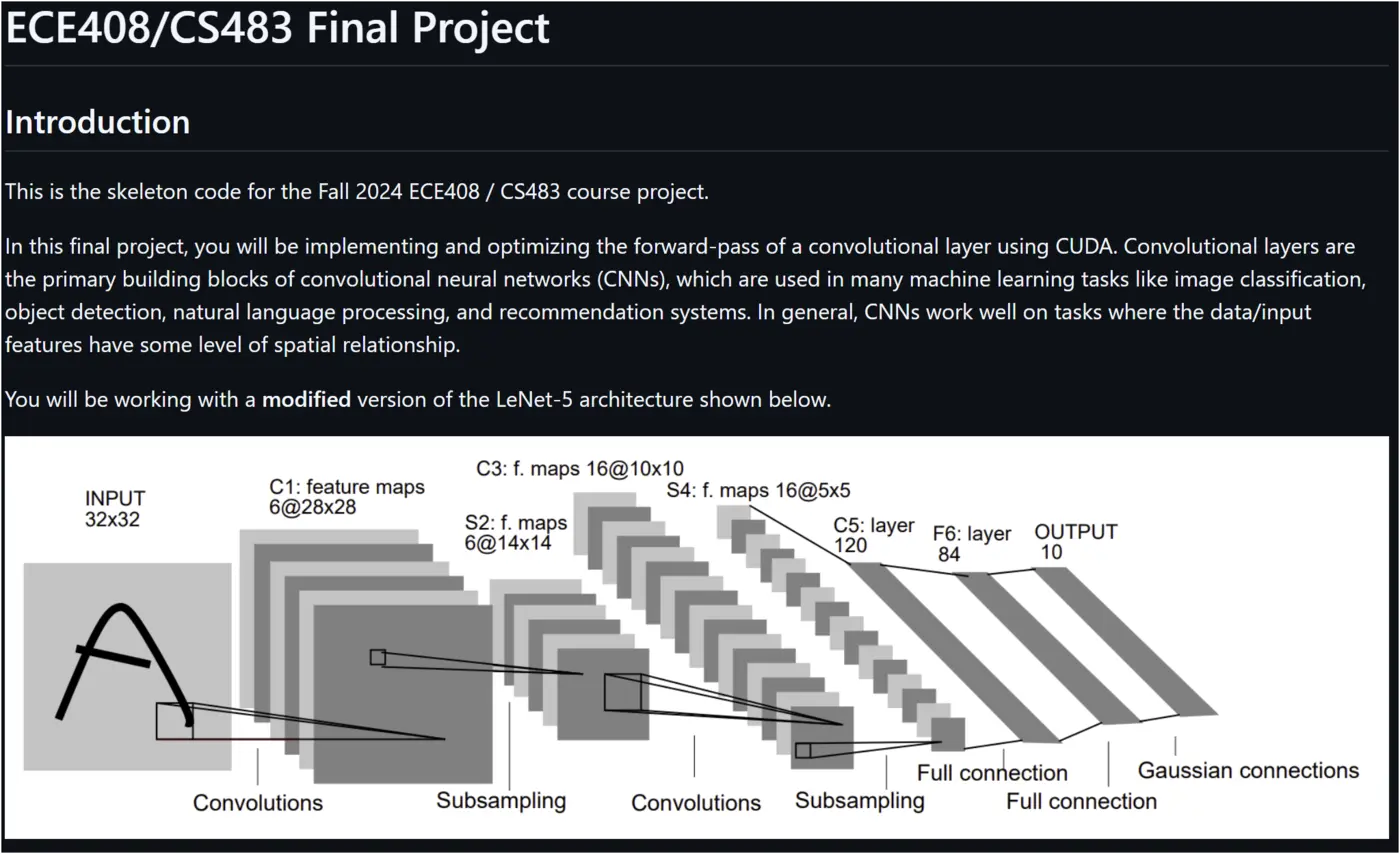 ECE408/CS483 Final Project
Introduction
This is the skeleton code for the Fall 2024 ECE408 / CS483 course project.
In this final project, you will be implementing and optimizing the forward-pass of a convolutional layer using CUDA. Convolutional layers are
the primary building blocks of convolutional neural networks (CNNs), which are used in many machine learning tasks like image classification,
object detection, natural language processing, and recommendation systems. In general, CNNs work well on tasks where the data/input
features have some level of spatial relationship.
You will be working with a modified version of the LeNet-5 architecture shown below.
INPUT
32x32
C1: feature maps
6@28x28
S2: f. maps
6@14x14
C3: f. maps 16@10x10
S4: f. maps 16@5x5
C5: layer
120
F6: layer
84
OUTPUT
10
Convolutions
Subsampling
Convolutions
Subsampling
Full connection
Full connection
Gaussian connections